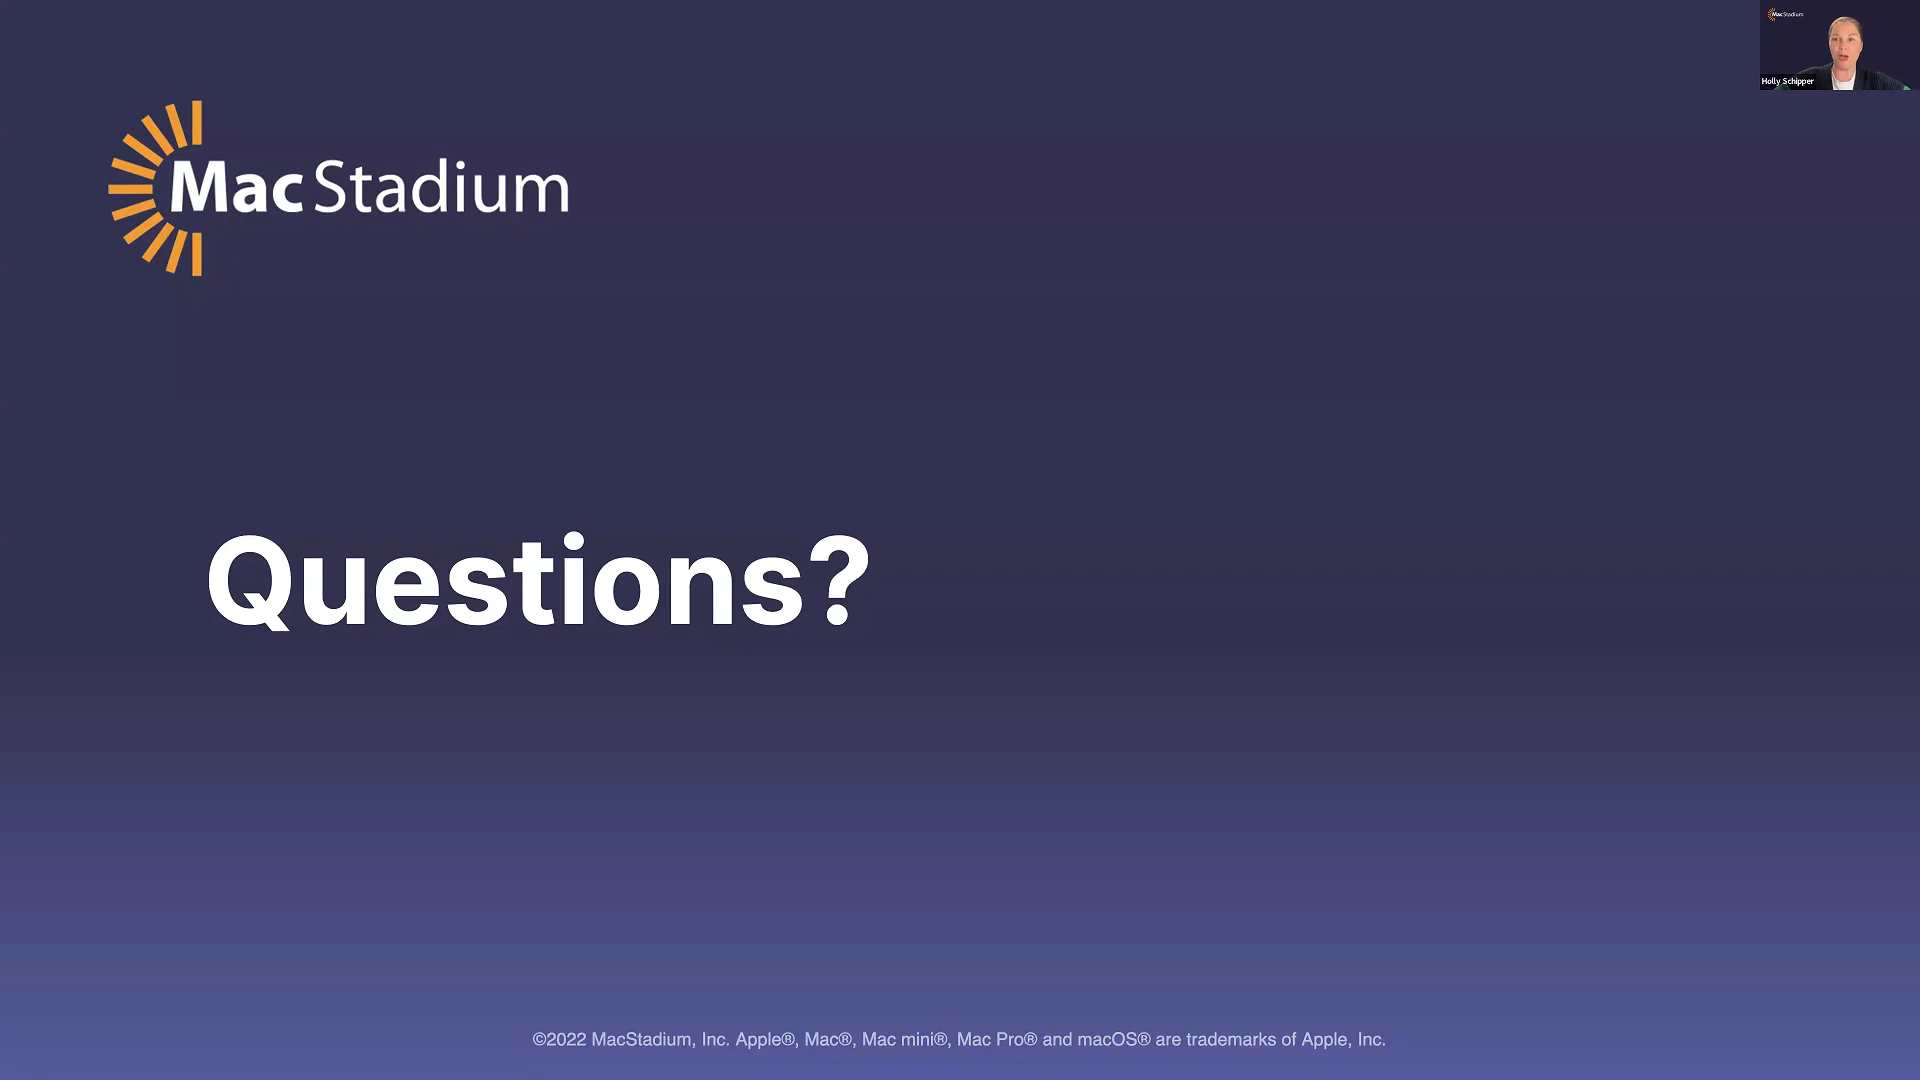 MacStadium
Holly Schipper
MacStadium
Questions?
©2022 MacStadium, Inc. Apple®, Mac®, Mac mini®, Mac Pro® and macOS® are trademarks of Apple, Inc.